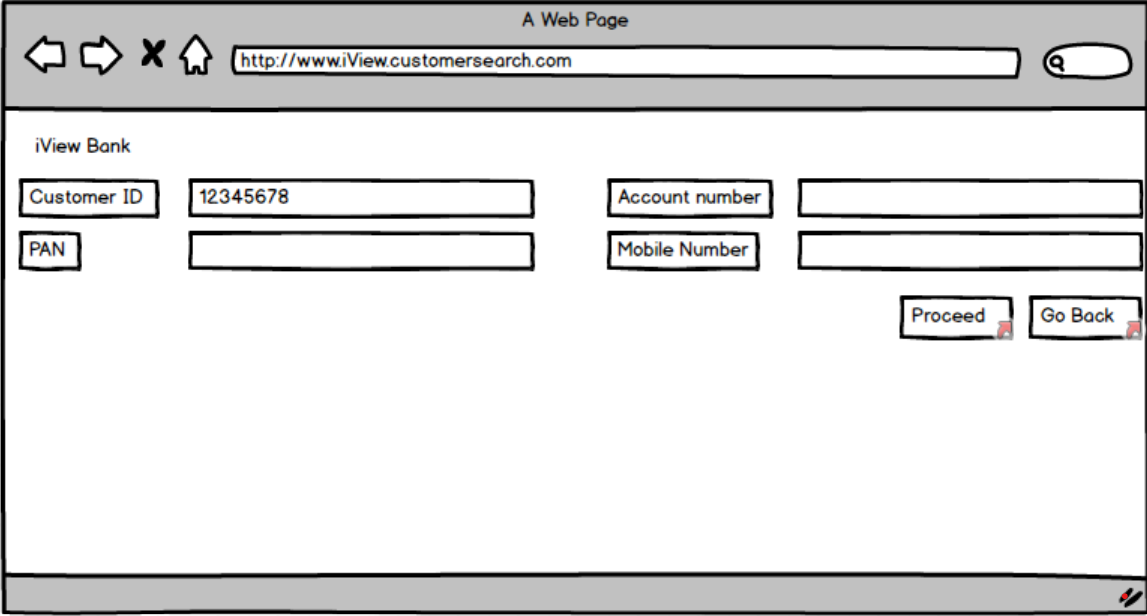 A Web Page
http://www.iView.customersearch.com
iView Bank
Customer ID 12345678 Account number
PAN Mobile Number
Proceed Go Back